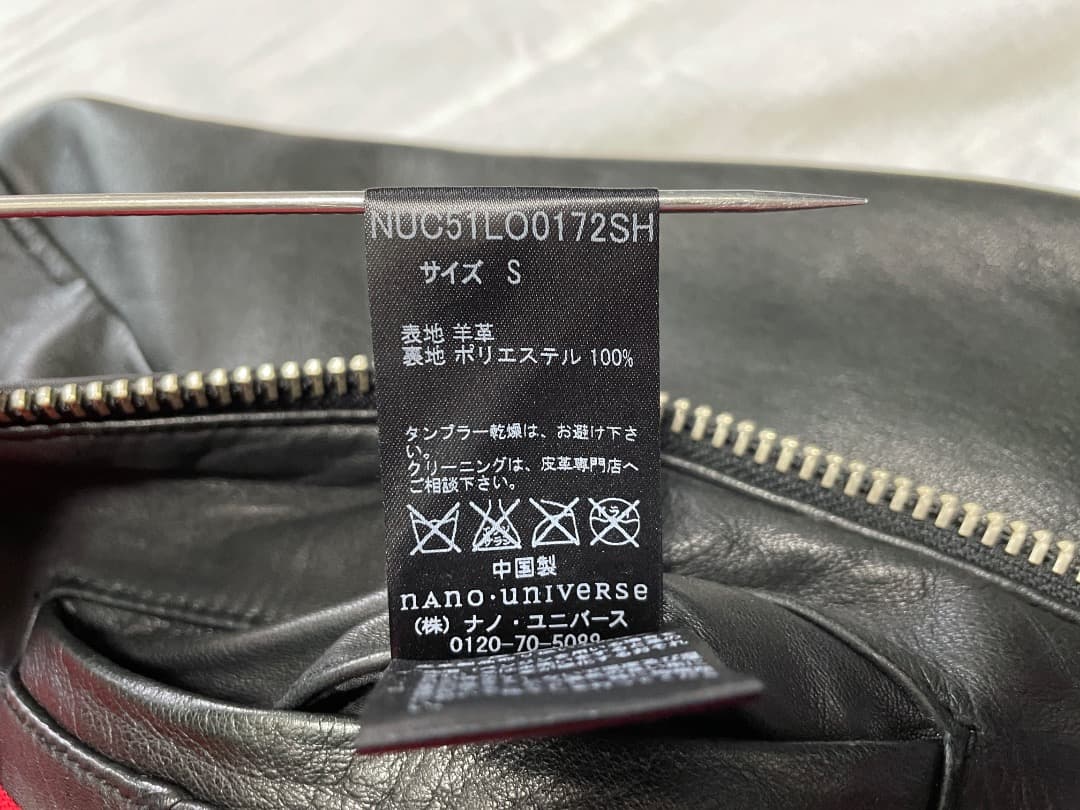 NUC51LO0172SH
サイズ S
表地 羊革
裏地 ポリエステル 100%
タンブラー乾燥は、お避け下さ
い。
クリーニングは、皮革専門店へ
ご相談下さい。
中国製
nano・universe
(株) ナノ・ユニバース